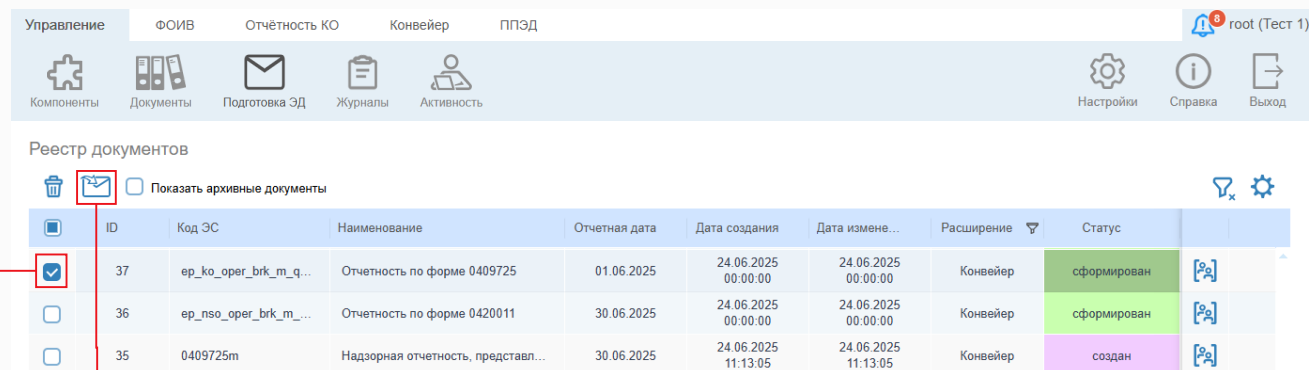 Управление ФОИВ Отчётность КО Конвейер ППЭД 8 root (Тест 1)
Компоненты Документы Подготовка ЭД Журналы Активность Настройки Справка Выход
Реестр документов
Показать архивные документы
ID Код ЭС Наименование Отчетная дата Дата создания Дата измене... Расширение Статус
37 ep_ko_oper_brk_m_q... Отчетность по форме 0409725 01.06.2025 24.06.2025 00:00:00 24.06.2025 00:00:00 Конвейер сформирован
36 ep_nso_oper_brk_m_... Отчетность по форме 0420011 30.06.2025 24.06.2025 00:00:00 24.06.2025 00:00:00 Конвейер сформирован
35 0409725m Надзорная отчетность, представл... 30.06.2025 24.06.2025 11:13:05 24.06.2025 11:13:05 Конвейер создан